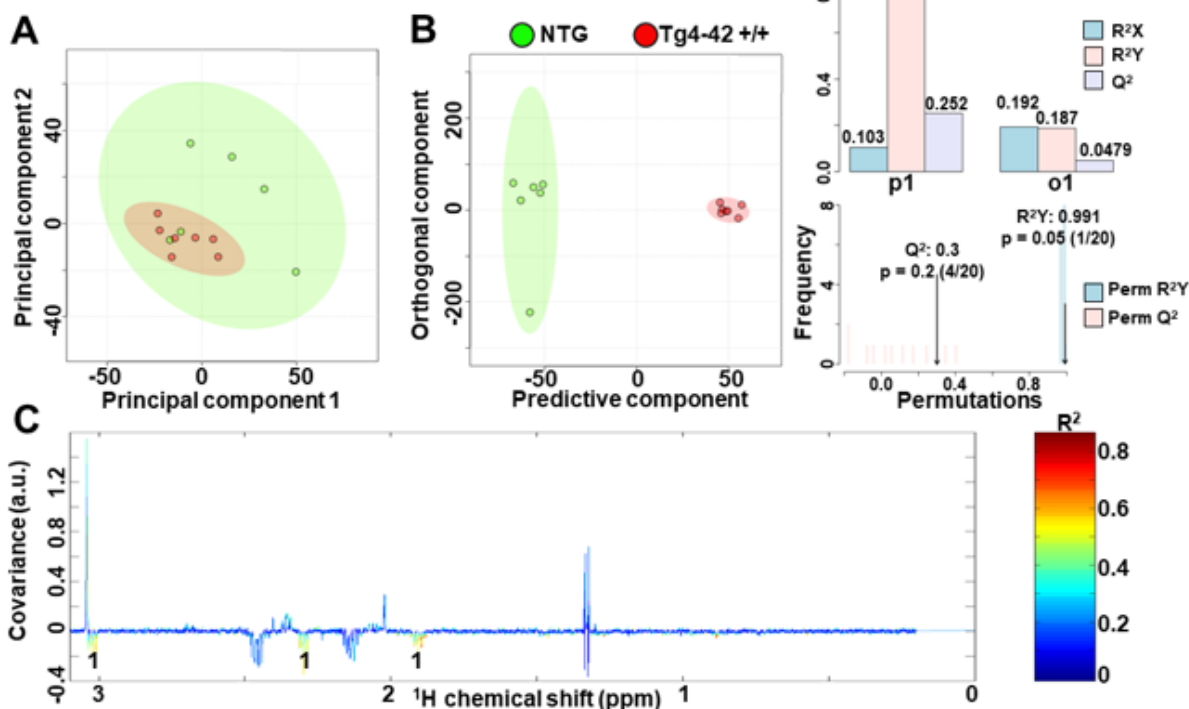 A
40
0
-40
Principal component 2
-50 0 50
Principal component 1
B
NTG
Tg4-42 +/+
200
0
-200
Orthogonal component
-50 0 50
Predictive component
R²X
R²Y
Q²
0.4
0.0
0.103
0.252
0.192
0.187
0.0479
p1
o1
8
4
0
Frequency
Q²: 0.3
p = 0.2 (4/20)
R²Y: 0.991
p = 0.05 (1/20)
Perm R²Y
Perm Q²
0.0 0.4 0.8
Permutations
C
Covariance (a.u.)
1.2
0.8
0.4
0
-0.4
1 1 1
3 2 1 0
¹H chemical shift (ppm)
R²
0.8
0.6
0.4
0.2
0